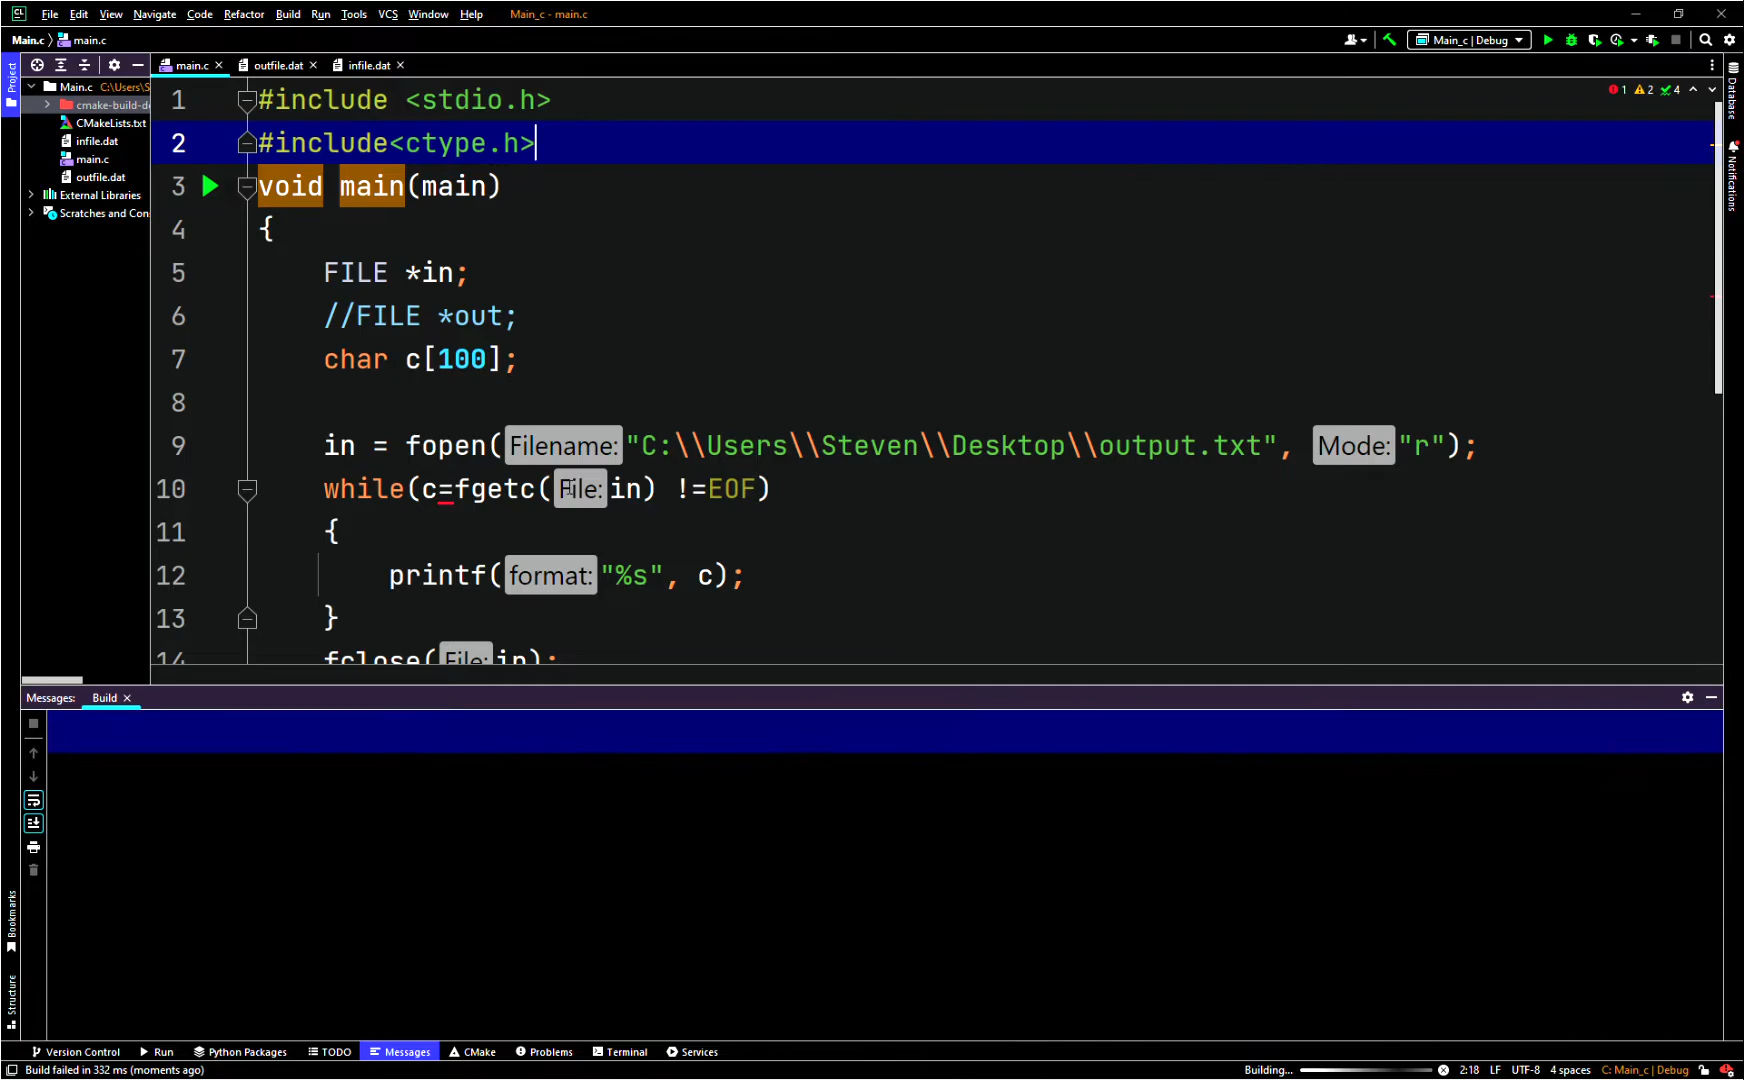 CL File Edit View Navigate Code Refactor Build Run Tools VCS Window Help Main_c - main.c
Main.c main.c Main_c | Debug
Project
main.c outfile.dat infile.dat
Main.c C:\Users\S
cmake-build-d
CMakeLists.txt
infile.dat
main.c
outfile.dat
External Libraries
Scratches and Con
1 #include <stdio.h>
2 #include<ctype.h>
3 void main(main)
4 {
5 FILE *in;
6 //FILE *out;
7 char c[100];
8
9 in = fopen(Filename:"C:\\Users\\Steven\\Desktop\\output.txt", Mode:"r");
10 while(c=fgetc(File:in) !=EOF)
11 {
12 printf(format:"%s", c);
13 }
14 fclose(File:in);
1 2 4
Database
Notifications
Messages: Build
Bookmarks
Structure
Version Control Run Python Packages TODO Messages CMake Problems Terminal Services
Build failed in 332 ms (moments ago) Building... 2:18 LF UTF-8 4 spaces C: Main_c | Debug